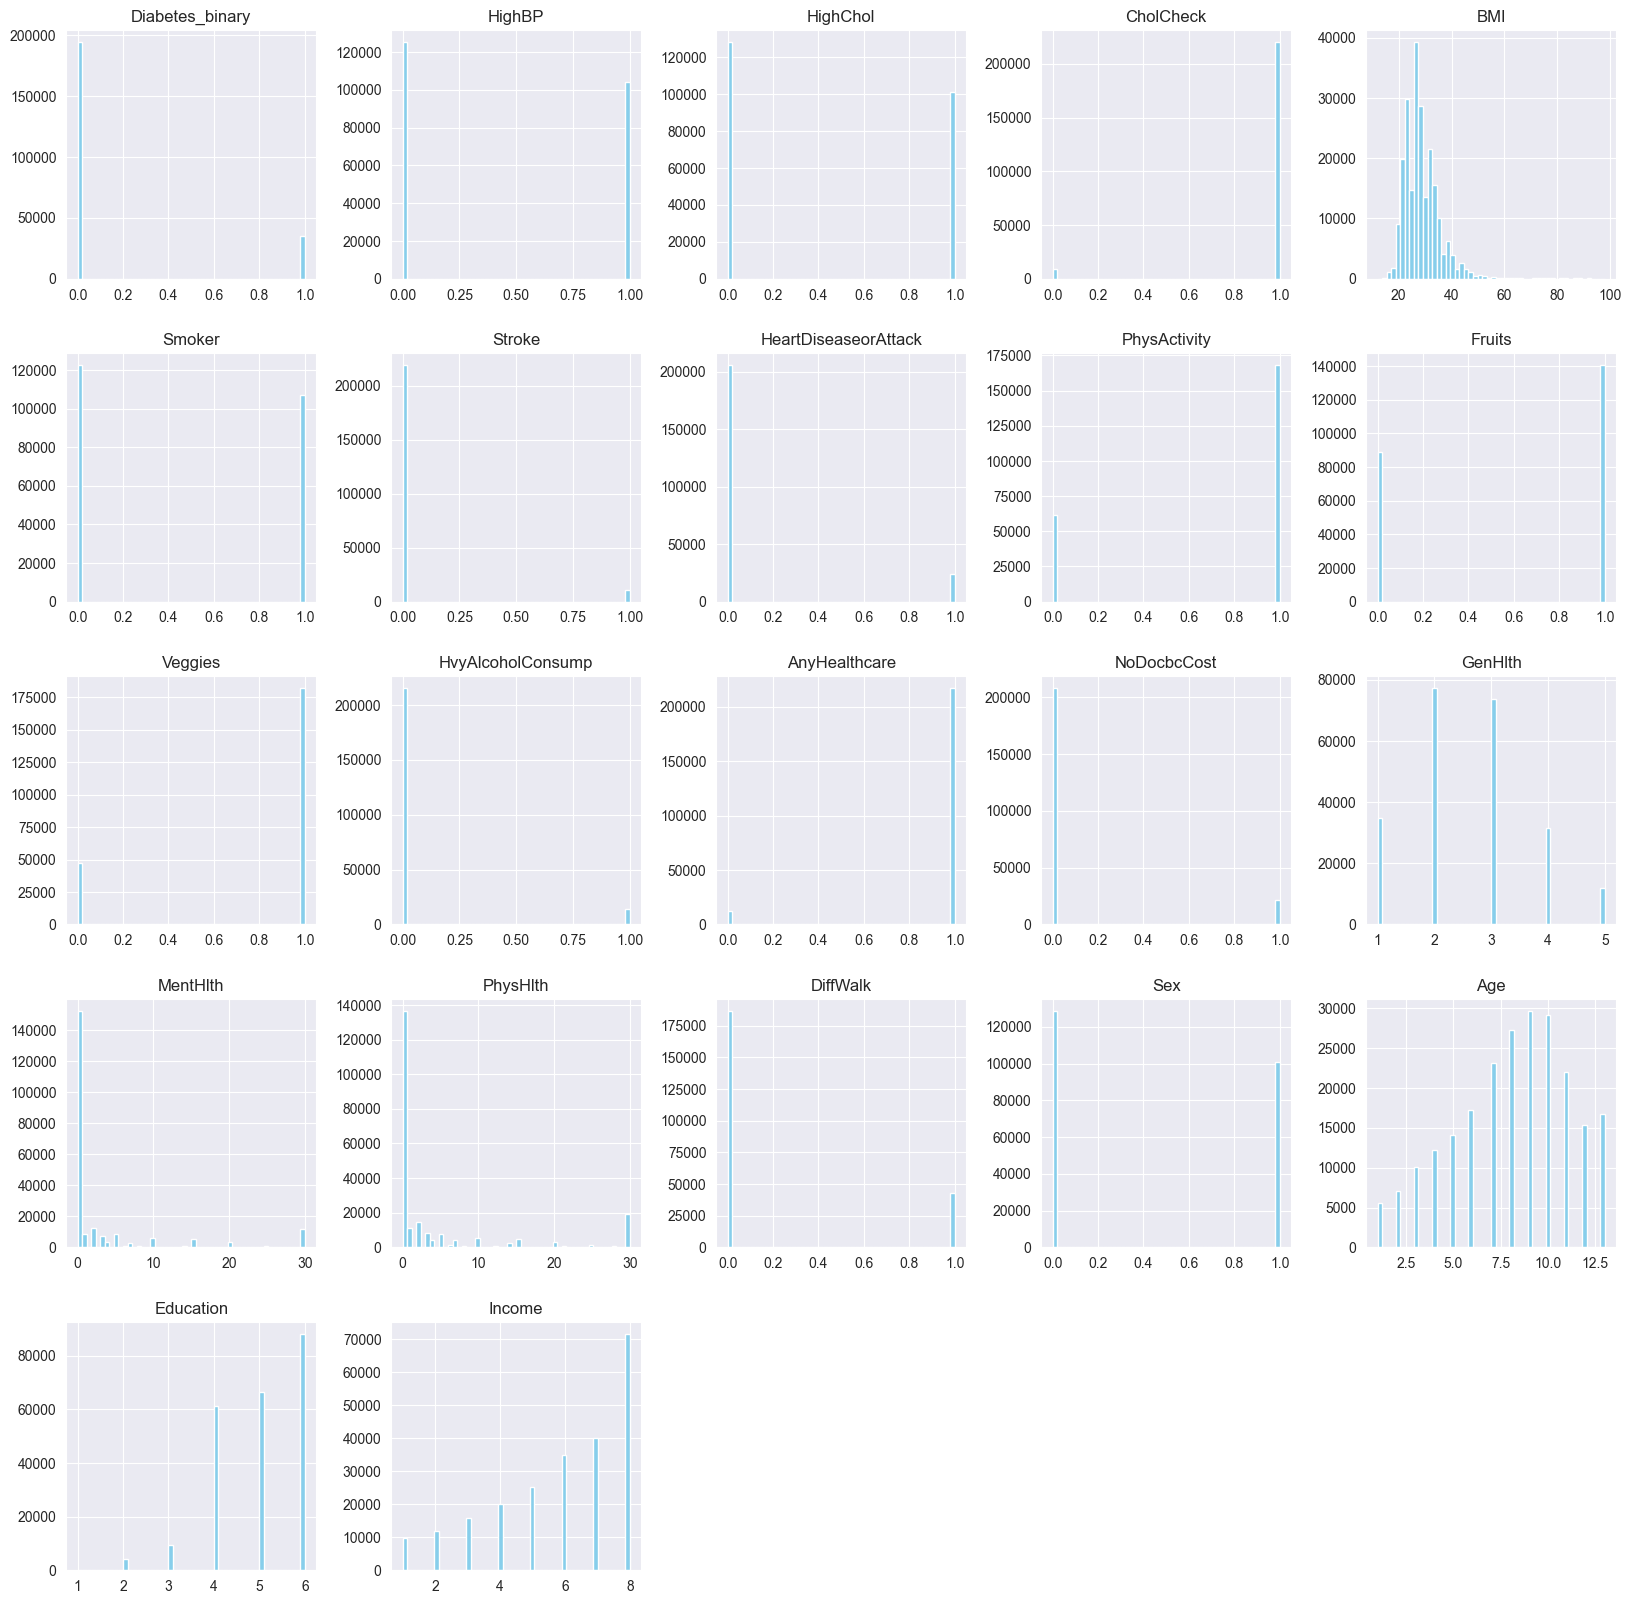 Diabetes_binary HighBP HighChol CholCheck BMI
200000 150000 100000 50000 0
0.0 0.2 0.4 0.6 0.8 1.0
120000 100000 80000 60000 40000 20000 0
0.00 0.25 0.50 0.75 1.00
120000 100000 80000 60000 40000 20000 0
0.0 0.2 0.4 0.6 0.8 1.0
200000 150000 100000 50000 0
0.0 0.2 0.4 0.6 0.8 1.0
40000 30000 20000 10000 0
20 40 60 80 100
Smoker Stroke HeartDiseaseorAttack PhysActivity Fruits
120000 100000 80000 60000 40000 20000 0
0.0 0.2 0.4 0.6 0.8 1.0
200000 150000 100000 50000 0
0.00 0.25 0.50 0.75 1.00
200000 150000 100000 50000 0
0.0 0.2 0.4 0.6 0.8 1.0
175000 150000 125000 100000 75000 50000 25000 0
0.0 0.2 0.4 0.6 0.8 1.0
140000 120000 100000 80000 60000 40000 20000 0
0.0 0.2 0.4 0.6 0.8 1.0
Veggies HvyAlcoholConsump AnyHealthcare NoDocbcCost GenHlth
175000 150000 125000 100000 75000 50000 25000 0
0.0 0.2 0.4 0.6 0.8 1.0
200000 150000 100000 50000 0
0.00 0.25 0.50 0.75 1.00
200000 150000 100000 50000 0
0.0 0.2 0.4 0.6 0.8 1.0
200000 150000 100000 50000 0
0.0 0.2 0.4 0.6 0.8 1.0
80000 60000 40000 20000 0
1 2 3 4 5
MentHlth PhysHlth DiffWalk Sex Age
140000 120000 100000 80000 60000 40000 20000 0
0 10 20 30
140000 120000 100000 80000 60000 40000 20000 0
0 10 20 30
175000 150000 125000 100000 75000 50000 25000 0
0.0 0.2 0.4 0.6 0.8 1.0
120000 100000 80000 60000 40000 20000 0
0.0 0.2 0.4 0.6 0.8 1.0
30000 25000 20000 15000 10000 5000 0
2.5 5.0 7.5 10.0 12.5
Education Income
80000 60000 40000 20000 0
1 2 3 4 5 6
70000 60000 50000 40000 30000 20000 10000 0
2 4 6 8